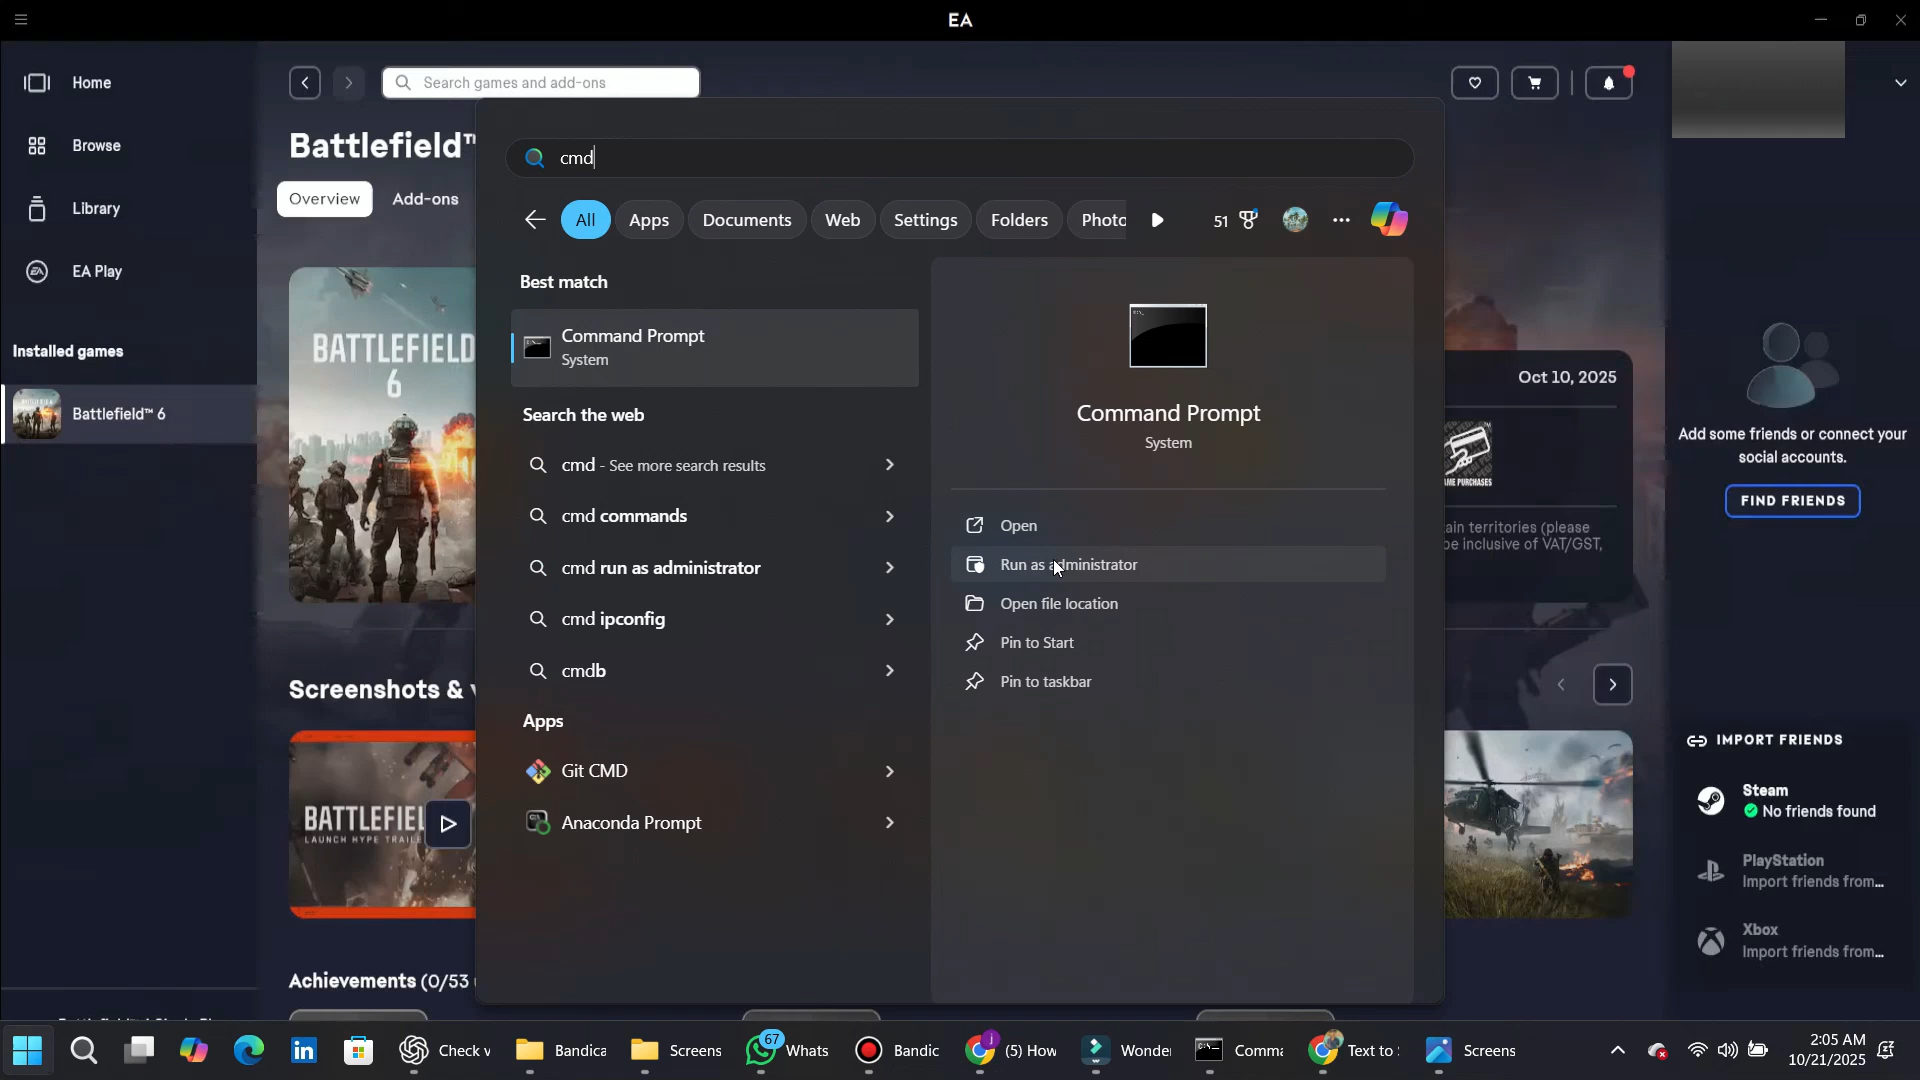 EA
Home
Browse
Library
EA Play
Installed games
Battlefield™ 6
Search games and add-ons
Battlefield™
Overview
Add-ons
BATTLEFIELD
6
Screenshots &
BATTLEFIEL
LAUNCH HYPE TRAILE
Achievements (0/53
cmd
All
Apps
Documents
Web
Settings
Folders
Photo
51
Best match
Command Prompt
System
Search the web
cmd - See more search results
cmd commands
cmd run as administrator
cmd ipconfig
cmdb
Apps
Git CMD
Anaconda Prompt
Command Prompt
System
Open
Run as administrator
Open file location
Pin to Start
Pin to taskbar
Oct 10, 2025
AME PURCHASES
ain territories (please
be inclusive of VAT/GST,
Add some friends or connect your
social accounts.
FIND FRIENDS
IMPORT FRIENDS
Steam
No friends found
PlayStation
Import friends from...
Xbox
Import friends from...
Check v
Bandica
Screens
67
Whats
Bandic
j
(5) How
Wonder
Comma
Text to
Screens
2:05 AM
10/21/2025